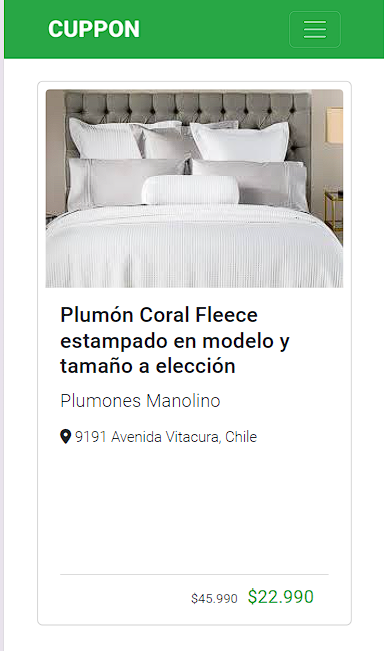 CUPPON
Plumón Coral Fleece
estampado en modelo y
tamaño a elección
Plumones Manolino
9191 Avenida Vitacura, Chile
$45.990 $22.990